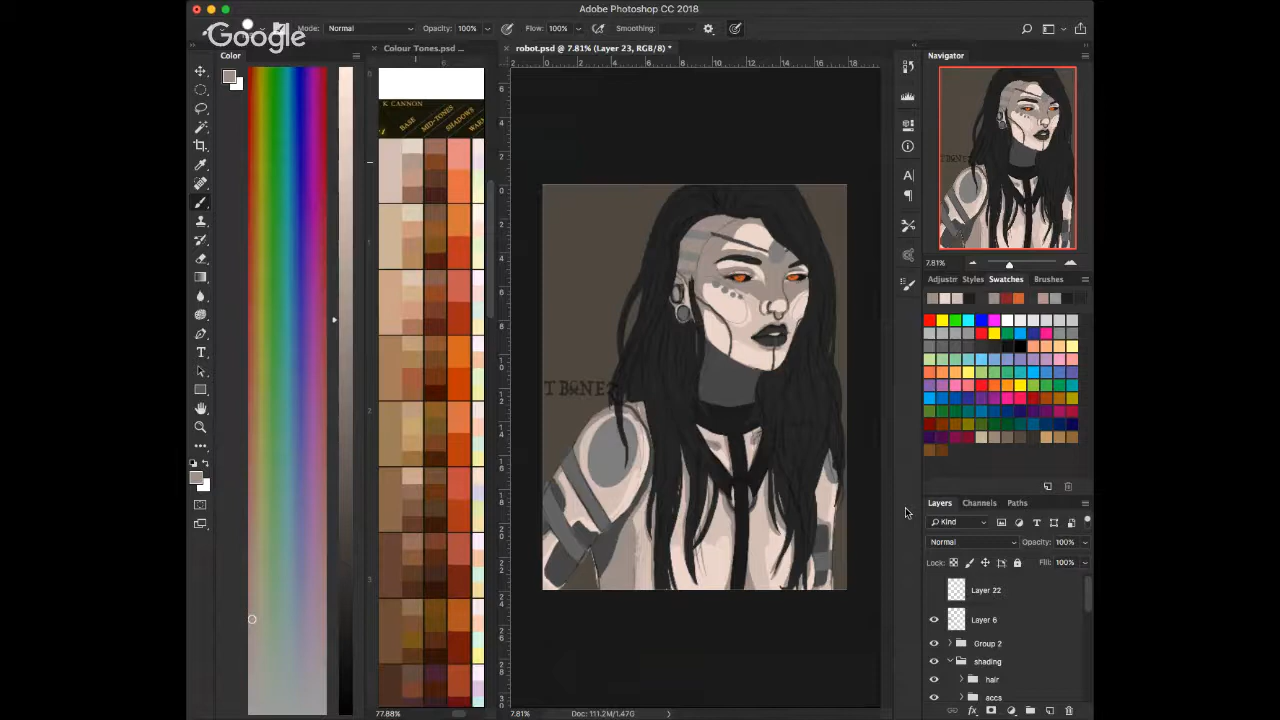 Adobe Photoshop CC 2018
Google
Mode: Normal
Opacity: 100%
Flow: 100%
Smoothing:
Color
Colour Tones.psd ...
robot.psd @ 7.81% (Layer 23, RGB/8) *
Navigator
K CANNON
BASE
MID-TONES
SHADOWS
7.81%
Adjustm
Styles
Swatches
Brushes
Layers
Channels
Paths
Kind
Normal
Opacity: 100%
Lock:
Fill: 100%
Layer 22
Layer 6
Group 2
shading
hair
accs
77.88%
7.81%
Doc: 111.2M/1.47G